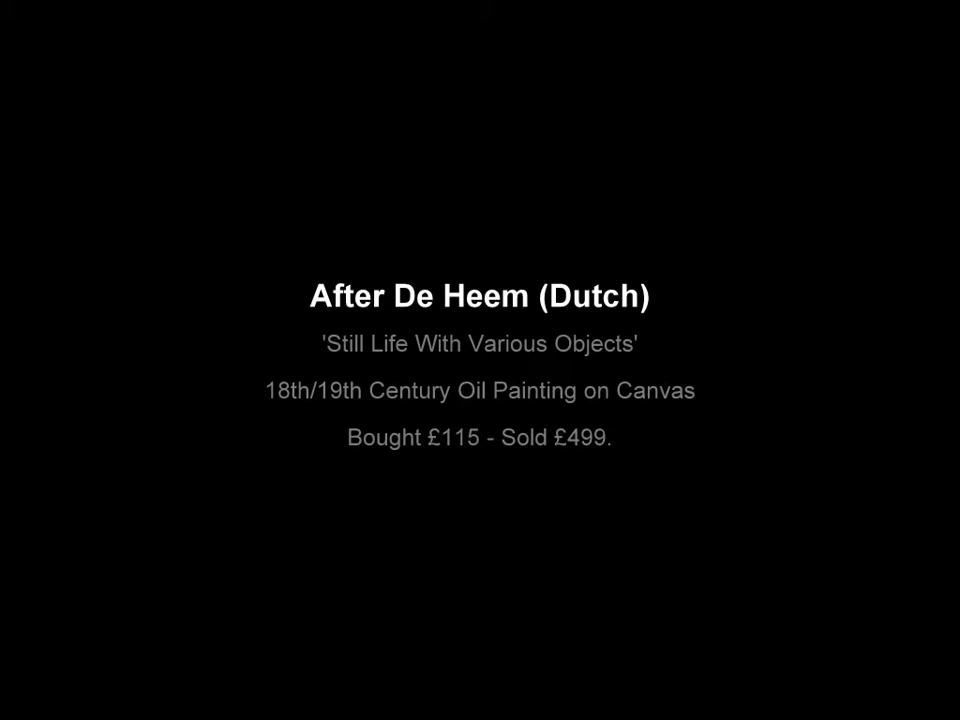 After De Heem (Dutch)
'Still Life With Various Objects'
18th/19th Century Oil Painting on Canvas
Bought £115 - Sold £499.